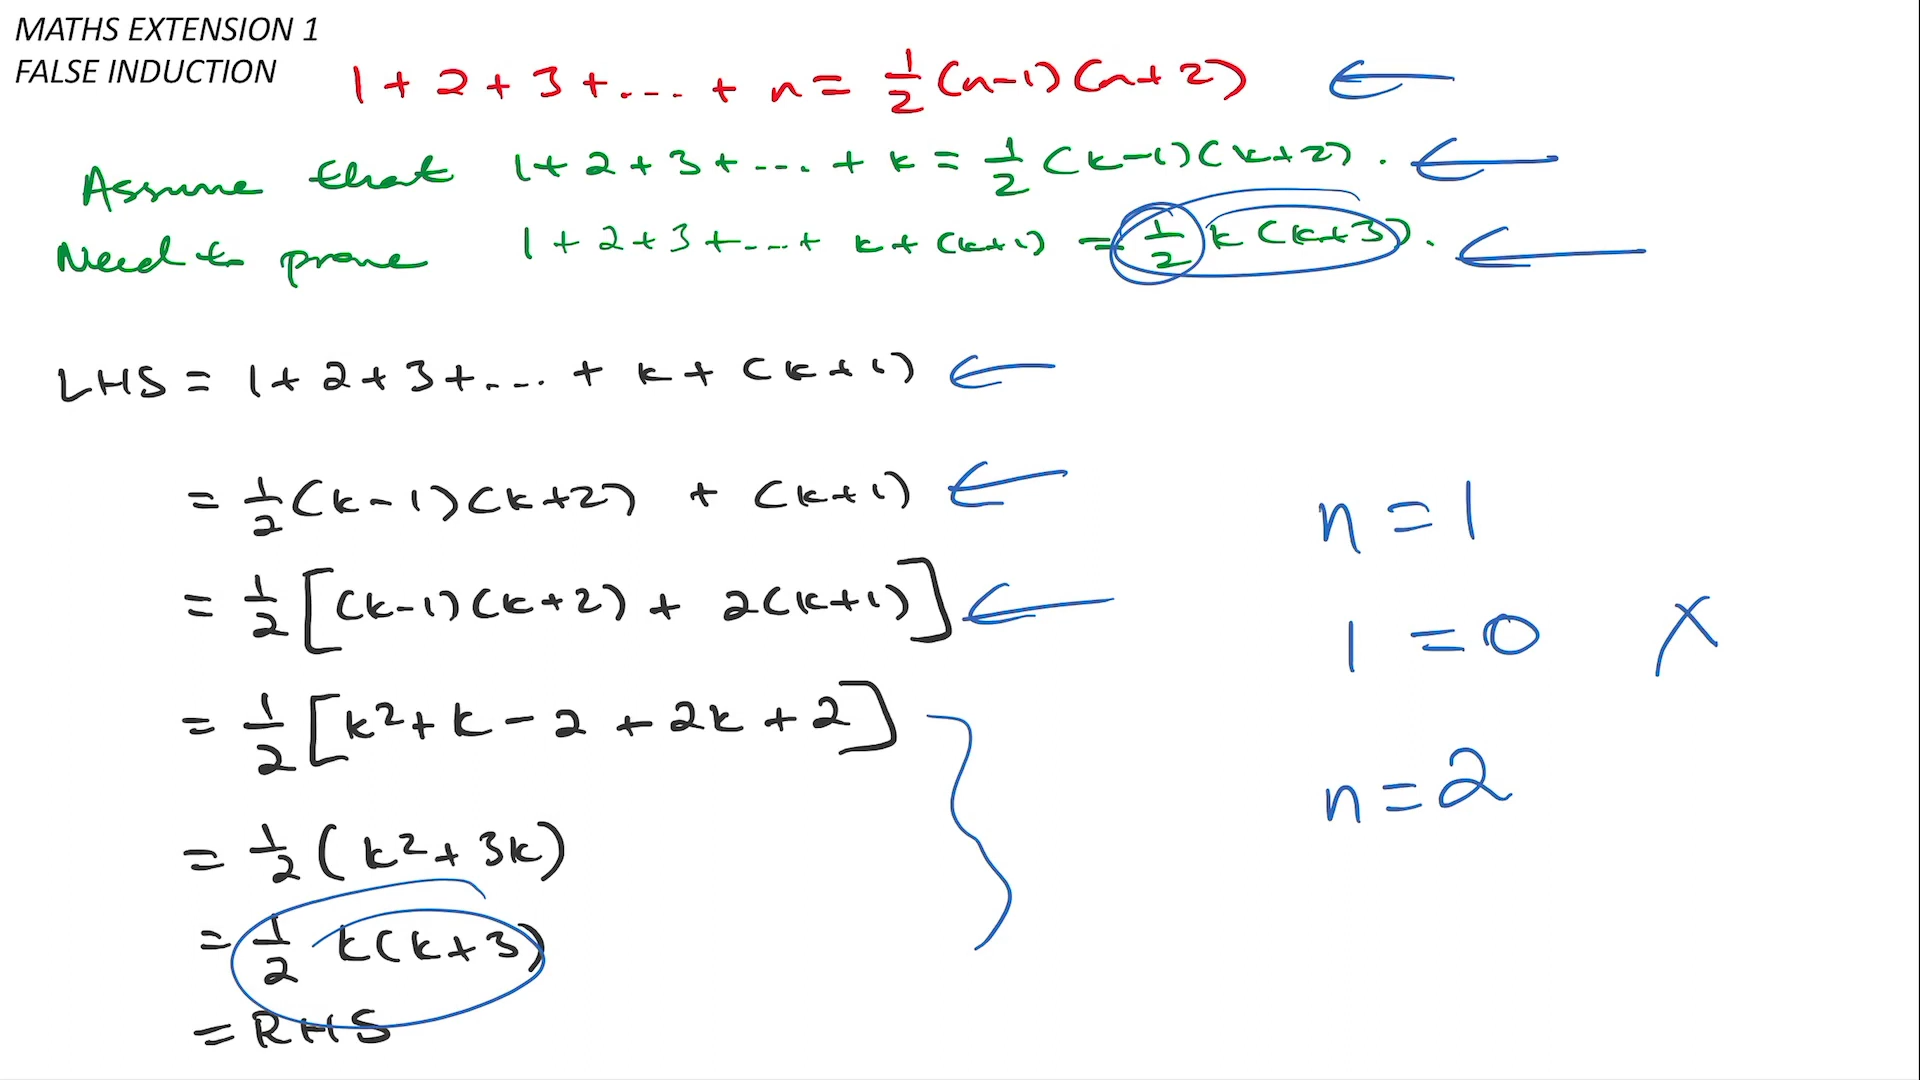 MATHS EXTENSION 1
FALSE INDUCTION
1 + 2 + 3 + ... + n = 1/2 (n-1)(n+2)
Assume that 1 + 2 + 3 + ... + k = 1/2 (k-1)(k+2).
Need to prove 1 + 2 + 3 + ... + k + (k+1) = 1/2 k(k+3).
LHS = 1 + 2 + 3 + ... + k + (k+1)
= 1/2 (k-1)(k+2) + (k+1)
= 1/2 [(k-1)(k+2) + 2(k+1)]
= 1/2 [k² + k - 2 + 2k + 2]
= 1/2 (k² + 3k)
= 1/2 k(k+3)
= RHS
n = 1
1 = 0 X
n = 2